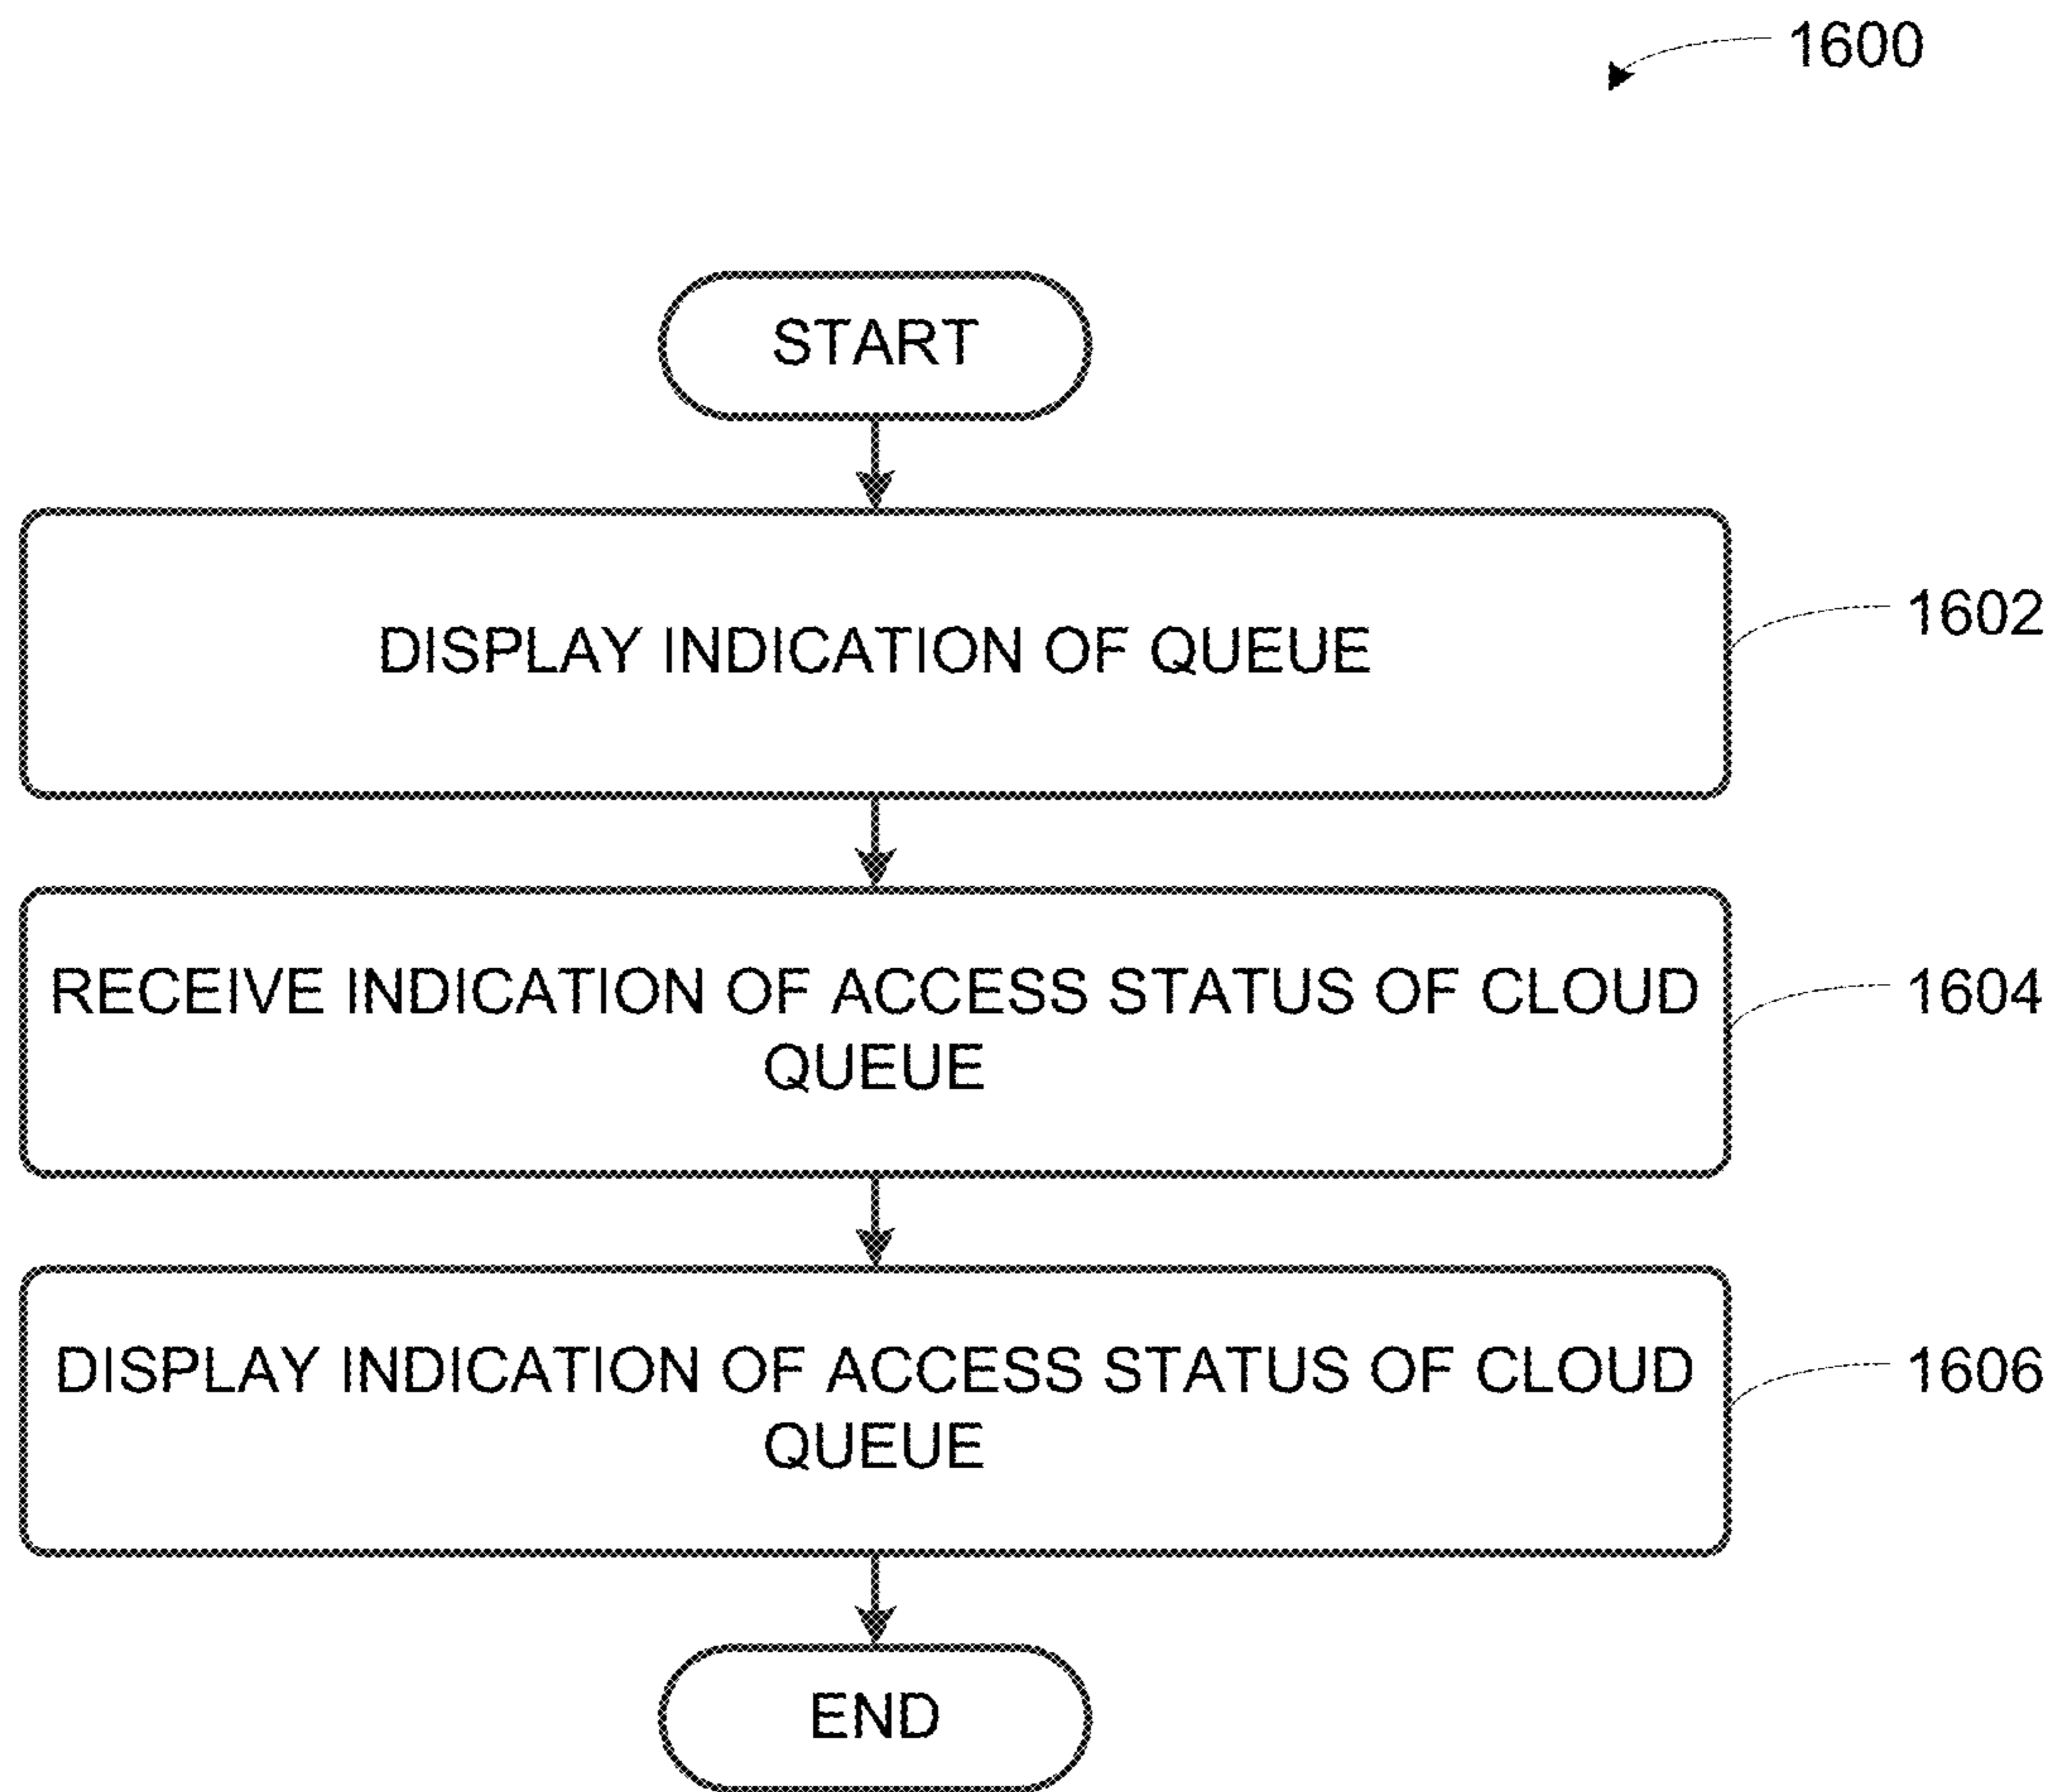 1600
START
DISPLAY INDICATION OF QUEUE
1602
RECEIVE INDICATION OF ACCESS STATUS OF CLOUD
QUEUE
1604
DISPLAY INDICATION OF ACCESS STATUS OF CLOUD
QUEUE
1606
END